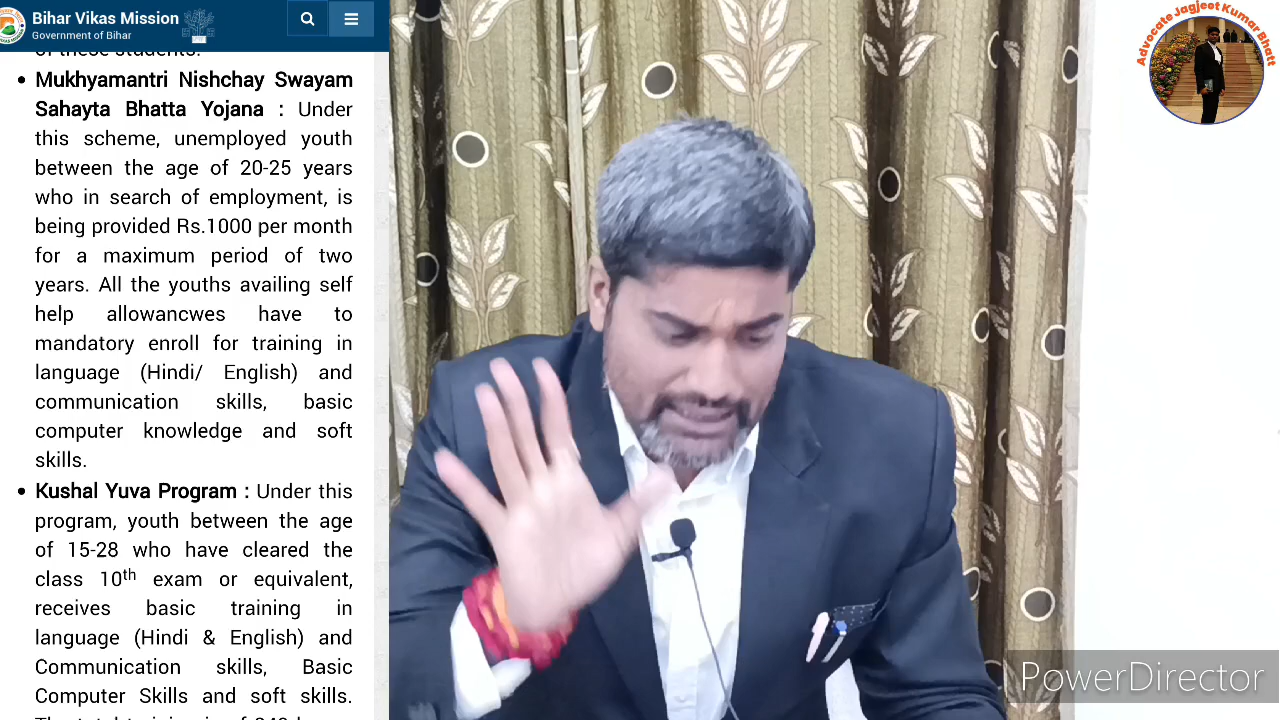 Bihar Vikas Mission
Government of Bihar
of these students.
• Mukhyamantri Nishchay Swayam
Sahayta Bhatta Yojana : Under
this scheme, unemployed youth
between the age of 20-25 years
who in search of employment, is
being provided Rs.1000 per month
for a maximum period of two
years. All the youths availing self
help allowancwes have to
mandatory enroll for training in
language (Hindi/ English) and
communication skills, basic
computer knowledge and soft
skills.
• Kushal Yuva Program : Under this
program, youth between the age
of 15-28 who have cleared the
class 10th exam or equivalent,
receives basic training in
language (Hindi & English) and
Communication skills, Basic
Computer Skills and soft skills.
Advocate Jagjeet Kumar Bhatt
PowerDirector